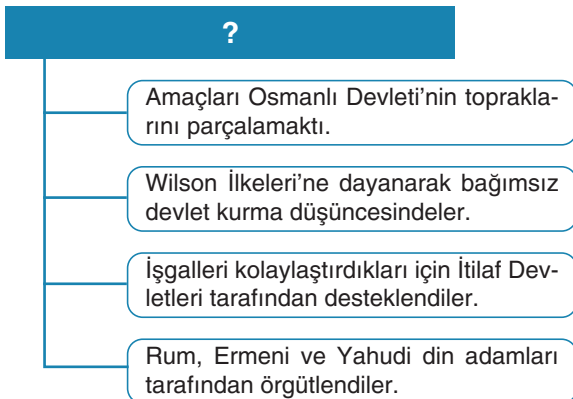 ?
Amaçları Osmanlı Devleti'nin toprakla-
rını parçalamaktı.
Wilson İlkeleri'ne dayanarak bağımsız
devlet kurma düşüncesindeler.
İşgalleri kolaylaştırdıkları için İtilaf Dev-
letleri tarafından desteklendiler.
Rum, Ermeni ve Yahudi din adamları
tarafından örgütlendiler.